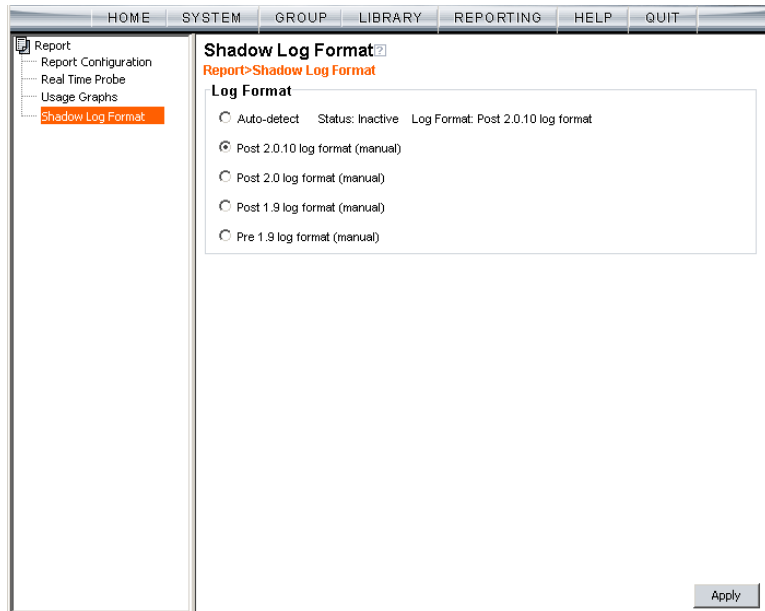 HOME SYSTEM GROUP LIBRARY REPORTING HELP QUIT
Report
Report Configuration
Real Time Probe
Usage Graphs
Shadow Log Format
Shadow Log Format?
Report>Shadow Log Format
Log Format
Auto-detect Status: Inactive Log Format: Post 2.0.10 log format
Post 2.0.10 log format (manual)
Post 2.0 log format (manual)
Post 1.9 log format (manual)
Pre 1.9 log format (manual)
Apply